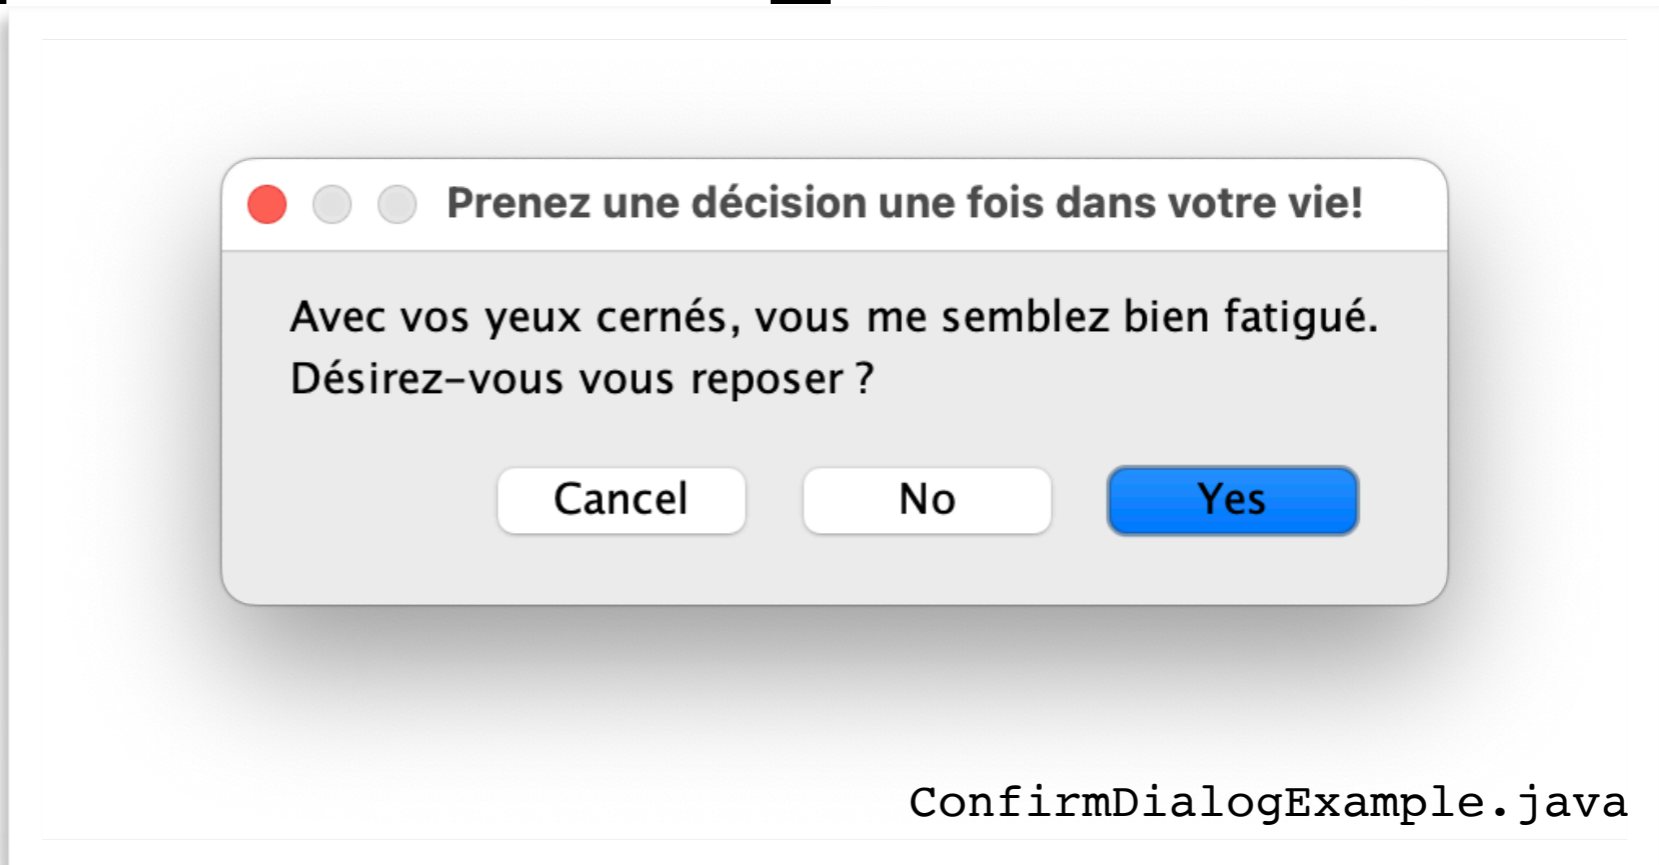 Prenez une décision une fois dans votre vie!
Avec vos yeux cernés, vous me semblez bien fatigué.
Désirez-vous vous reposer ?
Cancel No Yes
ConfirmDialogExample.java